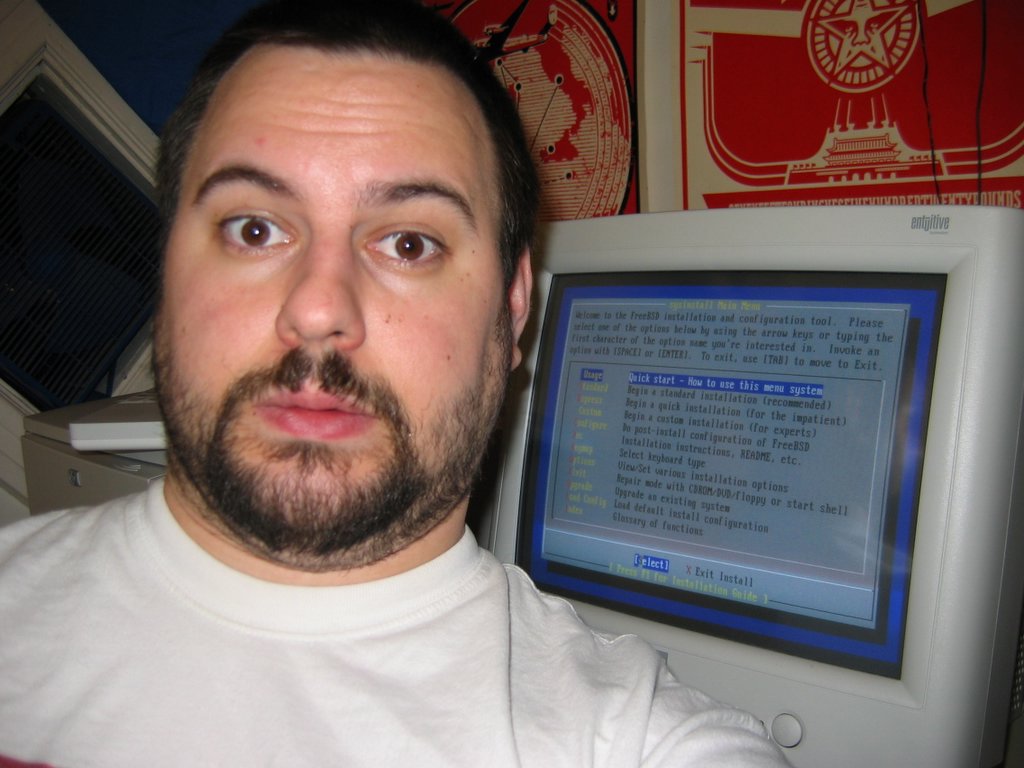 entyitive
sysinstall Main Menu
Welcome to the FreeBSD installation and configuration tool. Please
select one of the options below by using the arrow keys or typing the
first character of the option name you're interested in. Invoke an
option with [SPACE] or [ENTER]. To exit, use [TAB] to move to Exit.
Usage Quick start - How to use this menu system
Standard Begin a standard installation (recommended)
Express Begin a quick installation (for the impatient)
Custom Begin a custom installation (for experts)
Configure Do post-install configuration of FreeBSD
Doc Installation instructions, README, etc.
Keymap Select keyboard type
Options View/Set various installation options
Fixit Repair mode with CDROM/DVD/floppy or start shell
Upgrade Upgrade an existing system
Load Config Load default install configuration
Index Glossary of functions
[Select] X Exit Install
[ Press F1 for Installation Guide ]